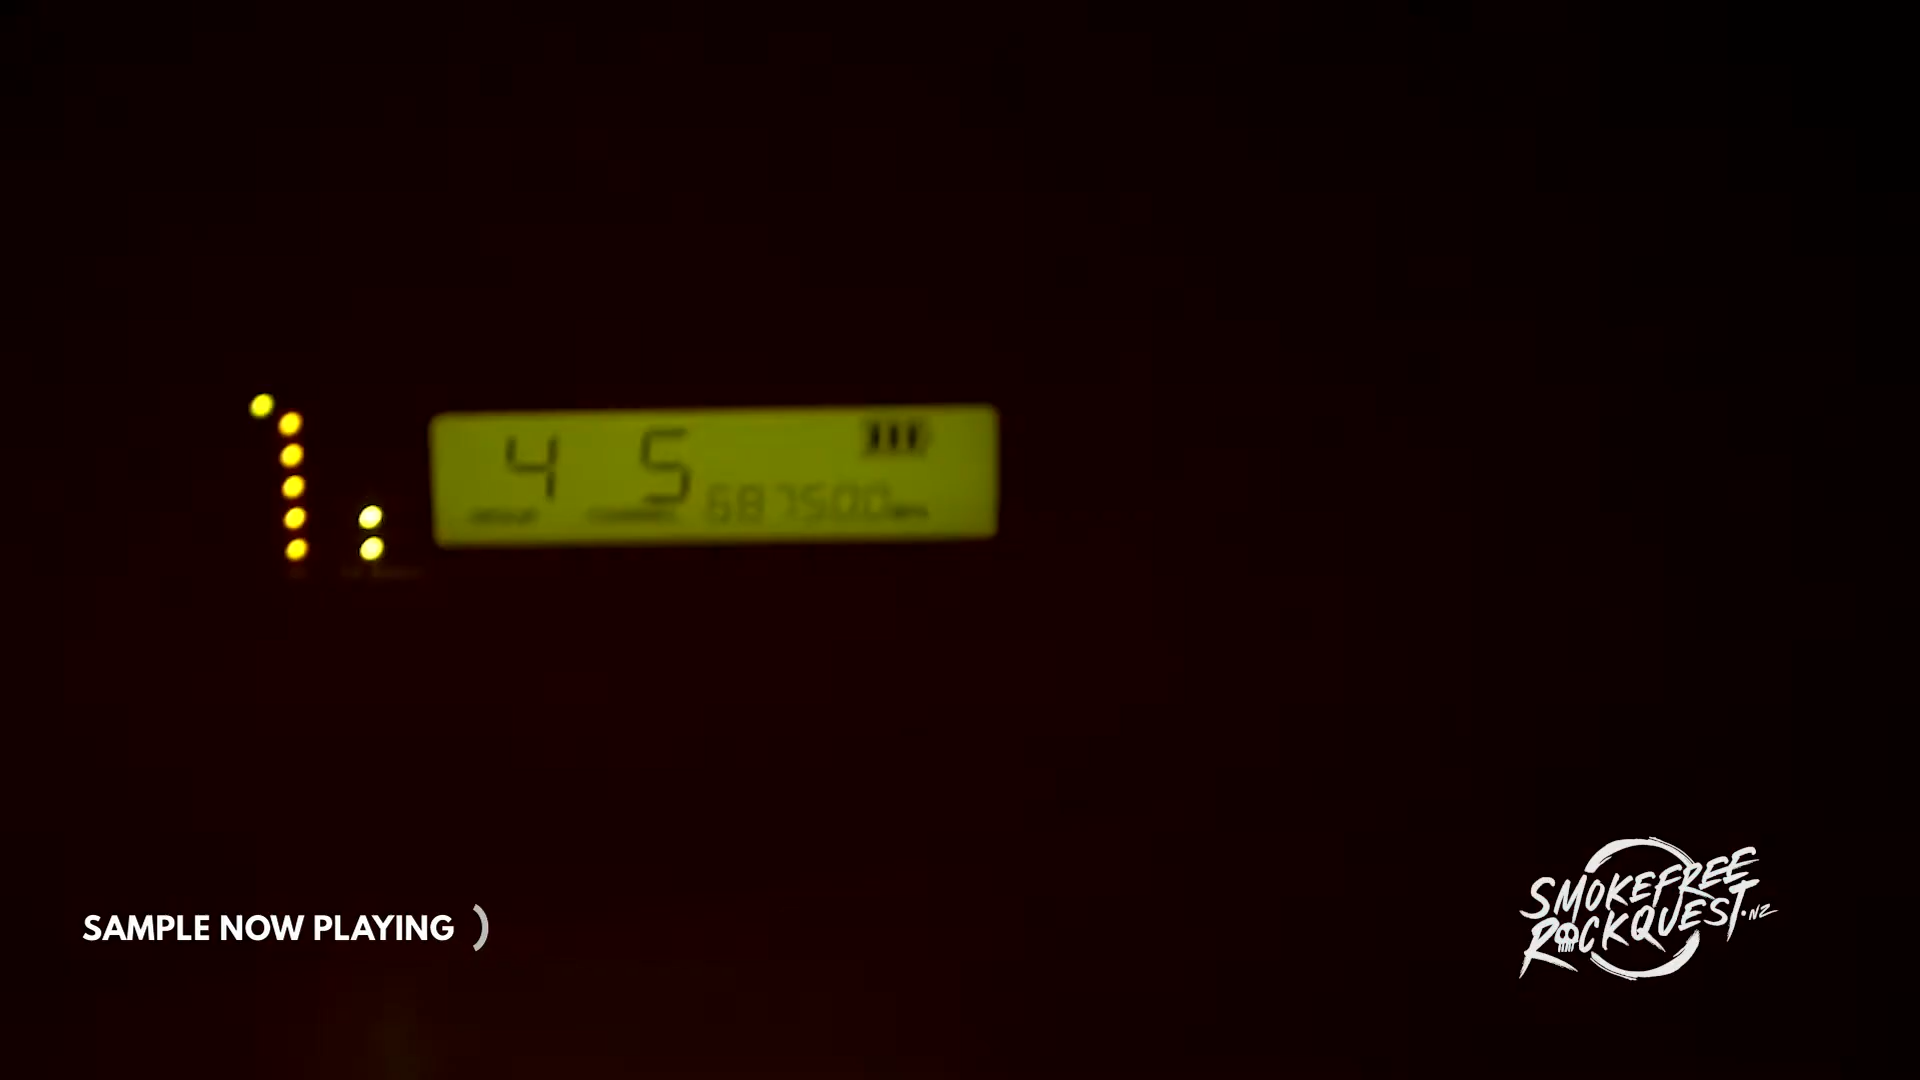 4 5
687500
SAMPLE NOW PLAYING
SMOKEFREE
ROCKQUEST.NZ